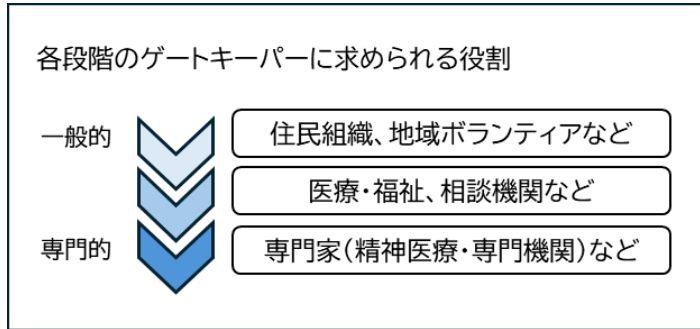 各段階のゲートキーパーに求められる役割
一般的
住民組織、地域ボランティアなど
医療・福祉、相談機関など
専門的
専門家(精神医療・専門機関)など